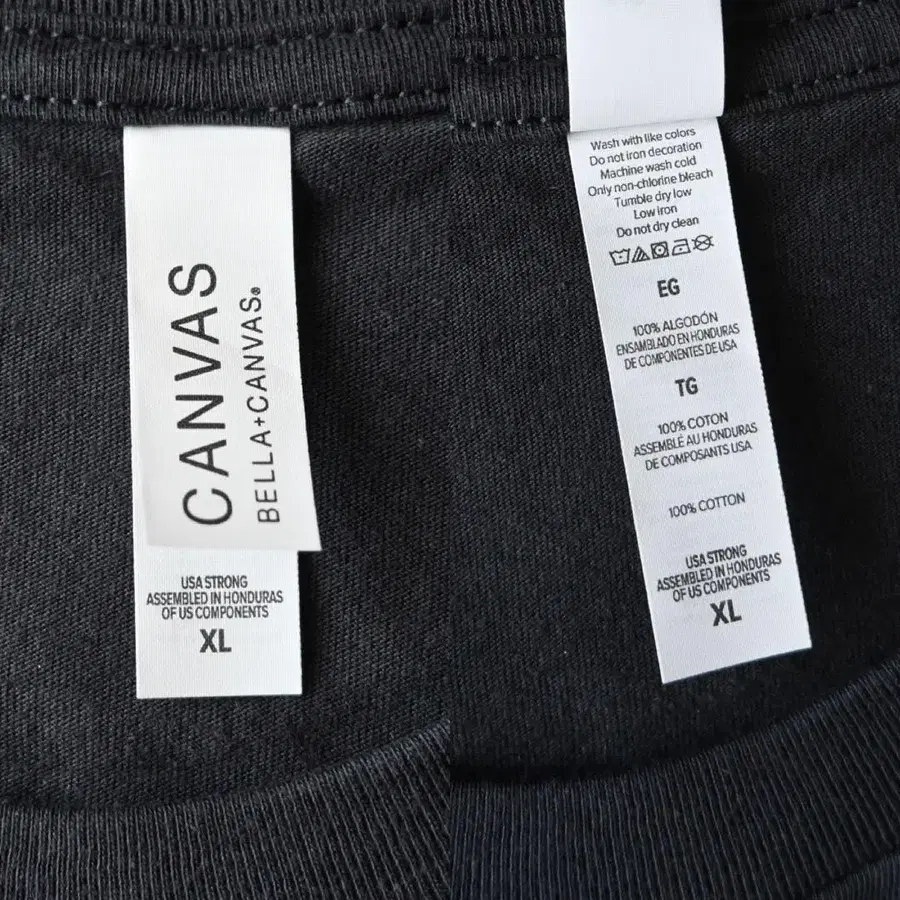 CANVAS
BELLA+CANVAS®
USA STRONG
ASSEMBLED IN HONDURAS
OF US COMPONENTS
XL
Wash with like colors
Do not iron decoration
Machine wash cold
Only non-chlorine bleach
Tumble dry low
Low iron
Do not dry clean
EG
100% ALGODÓN
ENSAMBLADO EN HONDURAS
DE COMPONENTES DE USA
TG
100% COTON
ASSEMBLÉ AU HONDURAS
DE COMPOSANTS USA
100% COTTON
USA STRONG
ASSEMBLED IN HONDURAS
OF US COMPONENTS
XL